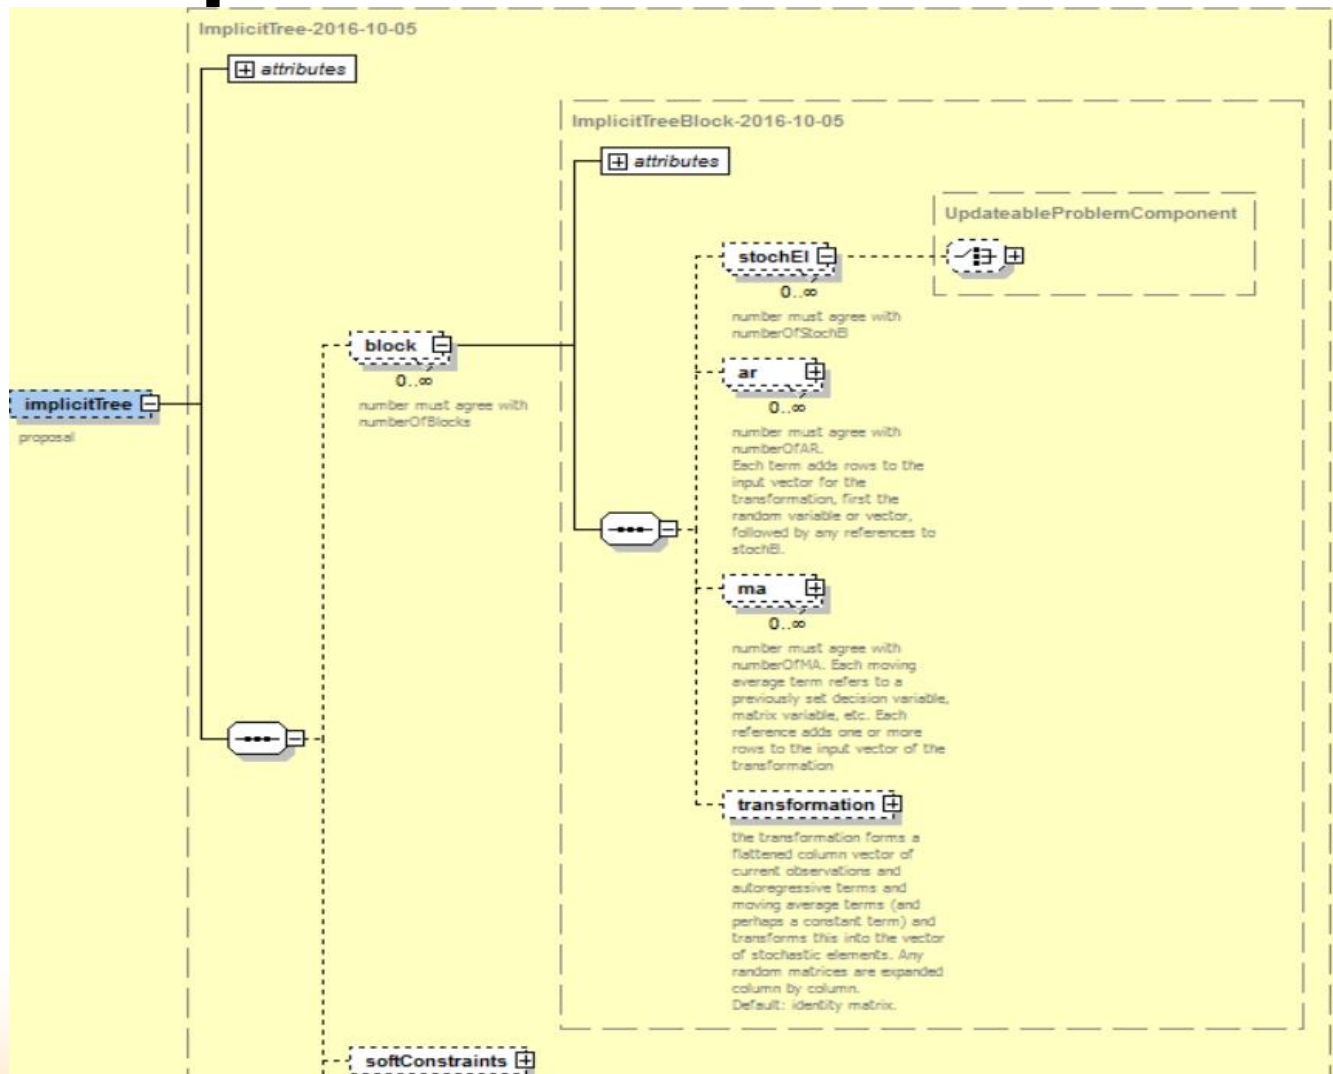 ImplicitTree-2016-10-05
attributes
ImplicitTreeBlock-2016-10-05
attributes
UpdateableProblemComponent
stochEl
0..∞
number must agree with
numberOfStochEl
block
0..∞
number must agree with
numberOfBlocks
ar
0..∞
number must agree with
numberOfAR.
Each term adds rows to the
input vector for the
transformation, first the
random variable or vector,
followed by any references to
stochEl.
implicitTree
proposal
ma
0..∞
number must agree with
numberOfMA. Each moving
average term refers to a
previously set decision variable,
matrix variable, etc. Each
reference adds one or more
rows to the input vector of the
transformation
transformation
the transformation forms a
flattened column vector of
current observations and
autoregressive terms and
moving average terms (and
perhaps a constant term) and
transforms this into the vector
of stochastic elements. Any
random matrices are expanded
column by column.
Default: identity matrix.
softConstraints